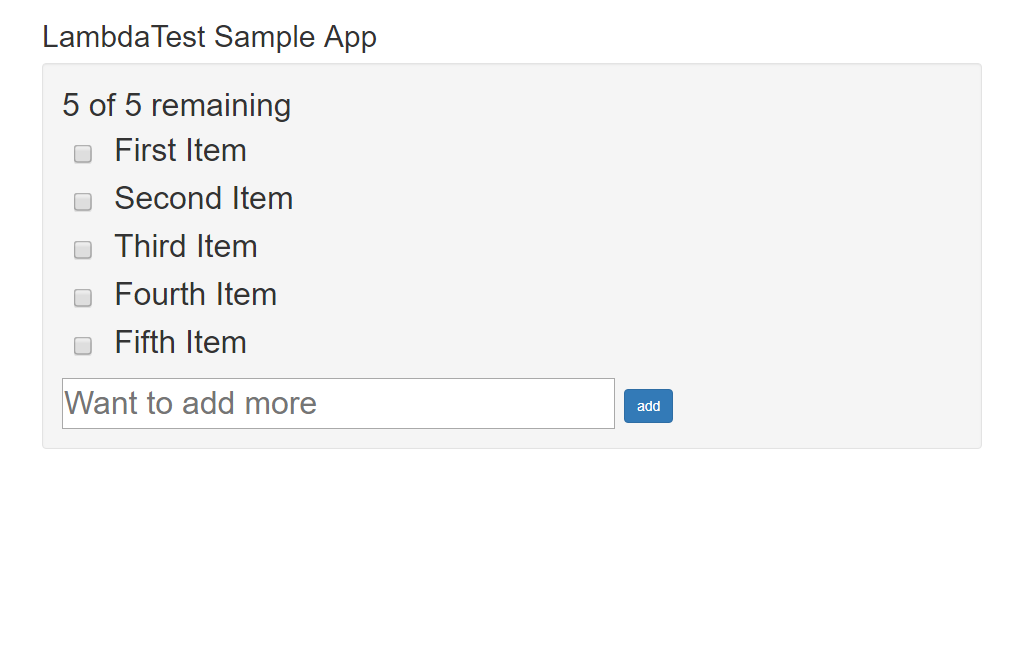 LambdaTest Sample App
5 of 5 remaining
First Item
Second Item
Third Item
Fourth Item
Fifth Item
Want to add more
add